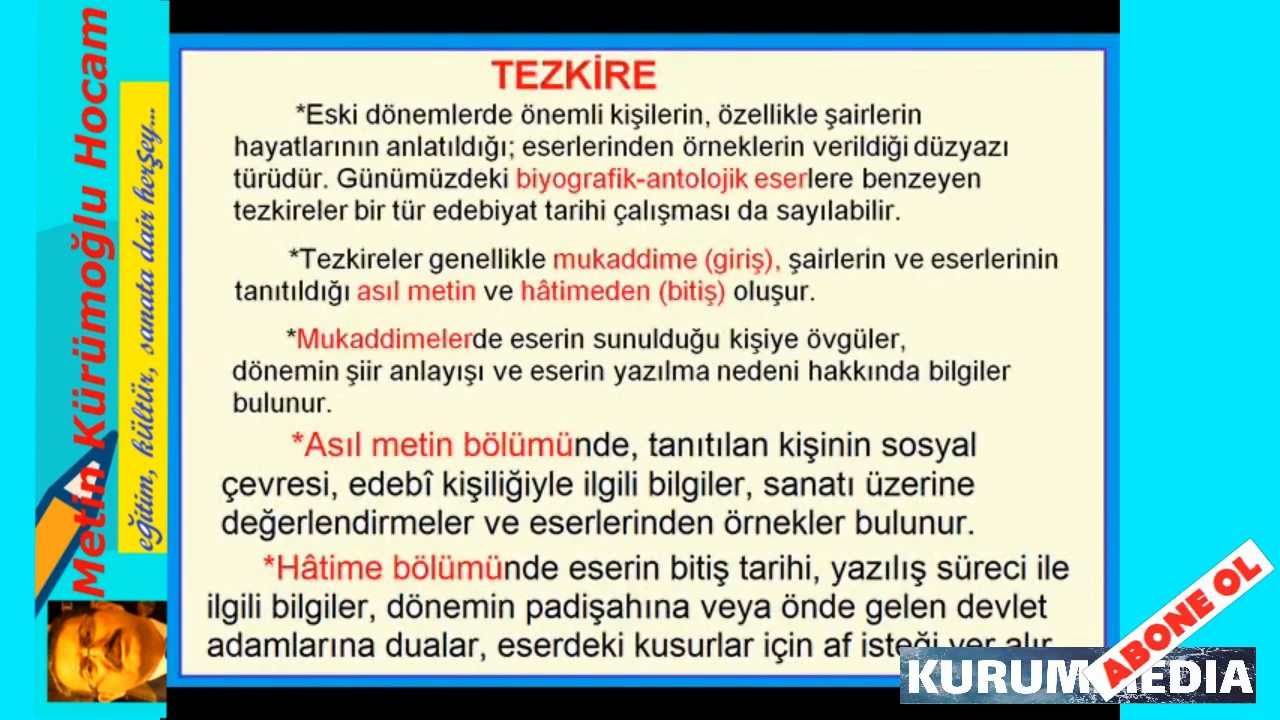 Metin Kürümoğlu Hocam
eğitim, kültür, sanata dair herşey...
TEZKİRE
*Eski dönemlerde önemli kişilerin, özellikle şairlerin
hayatlarının anlatıldığı; eserlerinden örneklerin verildiği düzyazı
türüdür. Günümüzdeki biyografik-antolojik eserlere benzeyen
tezkireler bir tür edebiyat tarihi çalışması da sayılabilir.
*Tezkireler genellikle mukaddime (giriş), şairlerin ve eserlerinin
tanıtıldığı asıl metin ve hâtimeden (bitiş) oluşur.
*Mukaddimelerde eserin sunulduğu kişiye övgüler,
dönemin şiir anlayışı ve eserin yazılma nedeni hakkında bilgiler
bulunur.
*Asıl metin bölümünde, tanıtılan kişinin sosyal
çevresi, edebî kişiliğiyle ilgili bilgiler, sanatı üzerine
değerlendirmeler ve eserlerinden örnekler bulunur.
*Hâtime bölümünde eserin bitiş tarihi, yazılış süreci ile
ilgili bilgiler, dönemin padişahına veya önde gelen devlet
adamlarına dualar, eserdeki kusurlar için af isteği yer alır
ABONE OL
KURUM MEDIA